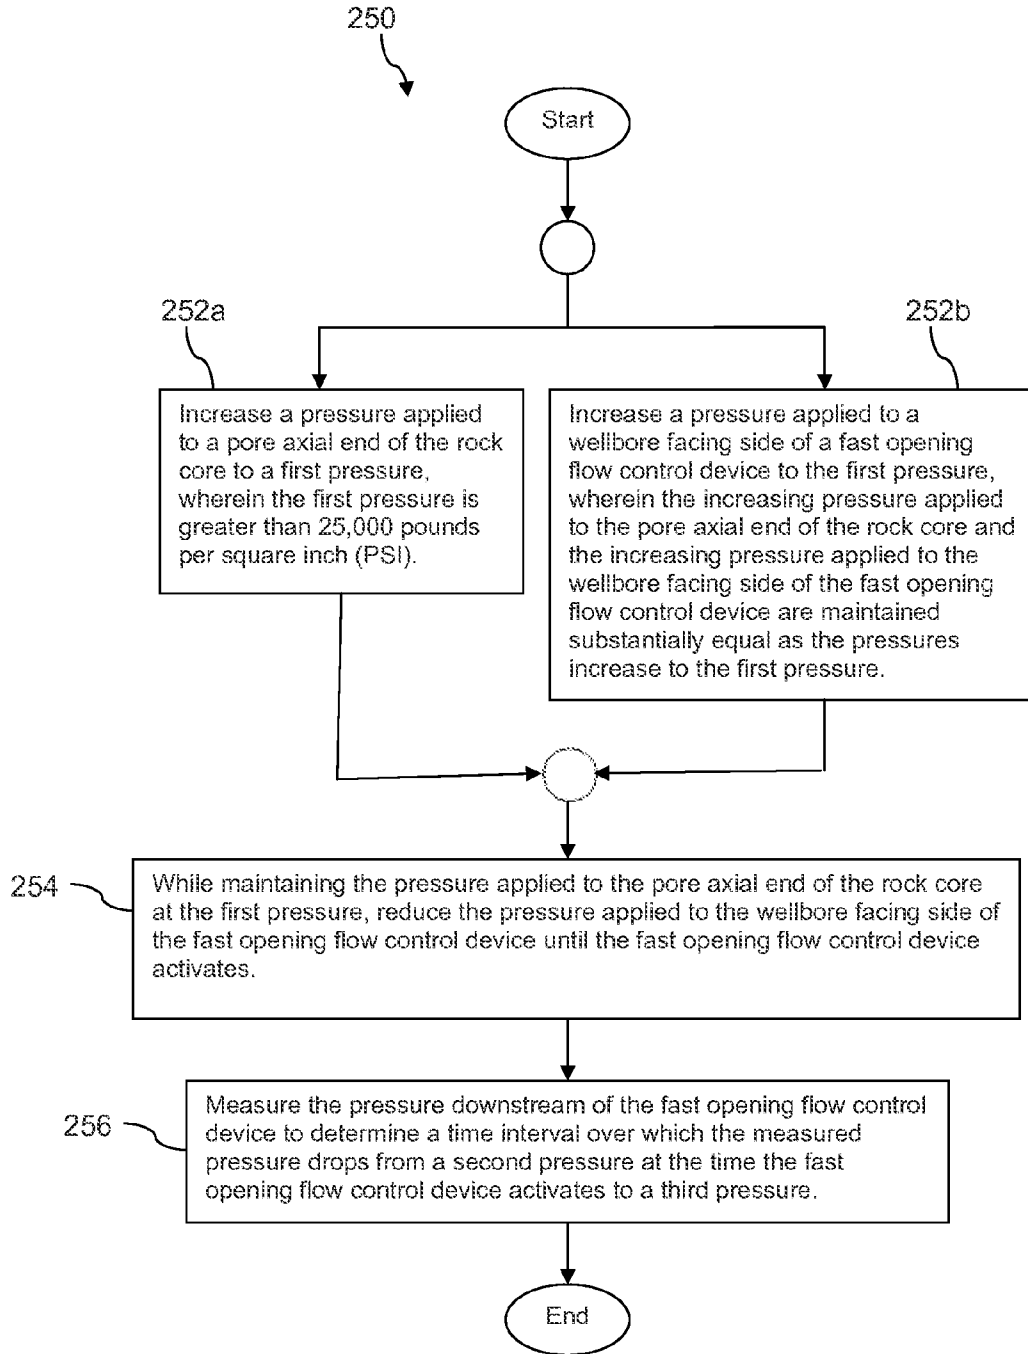 250
Start
252a
252b
Increase a pressure applied
to a pore axial end of the rock
core to a first pressure,
wherein the first pressure is
greater than 25,000 pounds
per square inch (PSI).
Increase a pressure applied to a
wellbore facing side of a fast opening
flow control device to the first pressure,
wherein the increasing pressure applied
to the pore axial end of the rock core and
the increasing pressure applied to the
wellbore facing side of the fast opening
flow control device are maintained
substantially equal as the pressures
increase to the first pressure.
254
While maintaining the pressure applied to the pore axial end of the rock core
at the first pressure, reduce the pressure applied to the wellbore facing side of
the fast opening flow control device until the fast opening flow control device
activates.
256
Measure the pressure downstream of the fast opening flow control
device to determine a time interval over which the measured
pressure drops from a second pressure at the time the fast
opening flow control device activates to a third pressure.
End